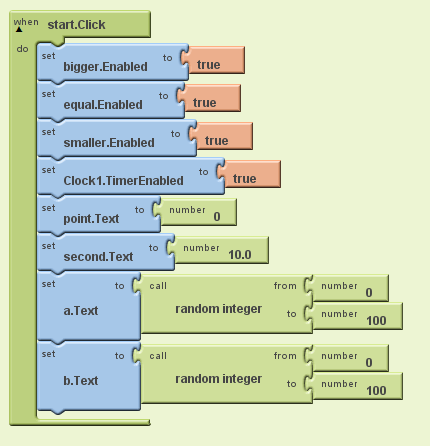 when start.Click
do
set bigger.Enabled to true
set equal.Enabled to true
set smaller.Enabled to true
set Clock1.TimerEnabled to true
set point.Text to number 0
set second.Text to number 10.0
set to call from number 0
a.Text random integer to number 100
set to call from number 0
b.Text random integer to number 100